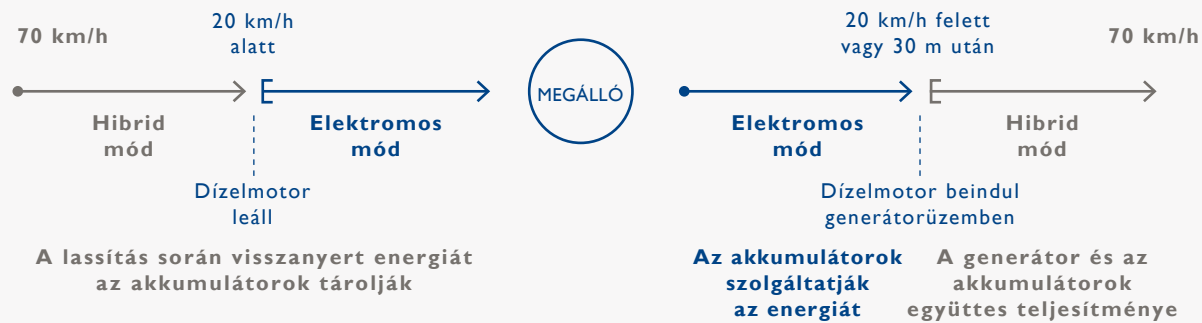 70 km/h
20 km/h
alatt
20 km/h felett
vagy 30 m után
70 km/h
MEGÁLLÓ
Hibrid
mód
Elektromos
mód
Elektromos
mód
Hibrid
mód
Dízelmotor
leáll
Dízelmotor beindul
generátorüzemben
A lassítás során visszanyert energiát
az akkumulátorok tárolják
Az akkumulátorok
szolgáltatják
az energiát
A generátor és az
akkumulátorok
együttes teljesítménye